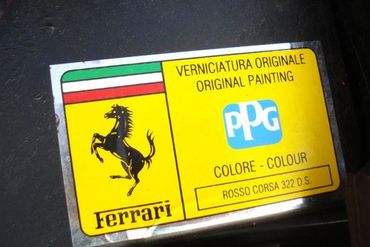 VERNICIATURA ORIGINALE
ORIGINAL PAINTING
PPG
COLORE - COLOUR
ROSSO CORSA 322 D.S.
Ferrari